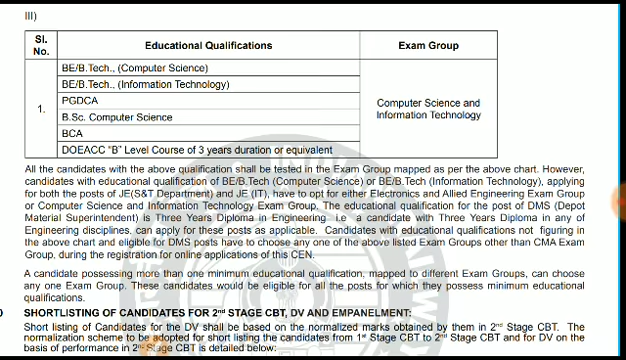 III)
Sl. No.
Educational Qualifications
Exam Group
1.
BE/B.Tech., (Computer Science)
BE/B.Tech., (Information Technology)
PGDCA
B.Sc. Computer Science
BCA
DOEACC "B" Level Course of 3 years duration or equivalent
Computer Science and
Information Technology
All the candidates with the above qualification shall be tested in the Exam Group mapped as per the above chart. However,
candidates with educational qualification of BE/B.Tech (Computer Science) or BE/B.Tech (Information Technology), applying
for both the posts of JE(S&T Department) and JE (IT), have to opt for either Electronics and Allied Engineering Exam Group
or Computer Science and Information Technology Exam Group. The educational qualification for the post of DMS (Depot
Material Superintendent) is Three Years Diploma in Engineering i.e a candidate with Three Years Diploma in any of
Engineering disciplines, can apply for these posts as applicable. Candidates with educational qualifications not figuring in
the above chart and eligible for DMS posts have to choose any one of the above listed Exam Groups other than CMA Exam
Group, during the registration for online applications of this CEN.
A candidate possessing more than one minimum educational qualification, mapped to different Exam Groups, can choose
any one Exam Group. These candidates would be eligible for all the posts for which they possess minimum educational
qualifications.
SHORTLISTING OF CANDIDATES FOR 2nd STAGE CBT, DV AND EMPANELMENT:
Short listing of Candidates for the DV shall be based on the normalized marks obtained by them in 2nd Stage CBT. The
normalization scheme to be adopted for short listing the candidates from 1st Stage CBT to 2nd Stage CBT and for DV on the
basis of performance in 2nd Stage CBT is detailed below: